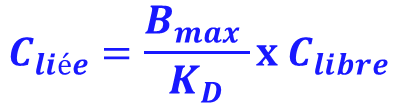 C_liée = B_max / K_D x C_libre